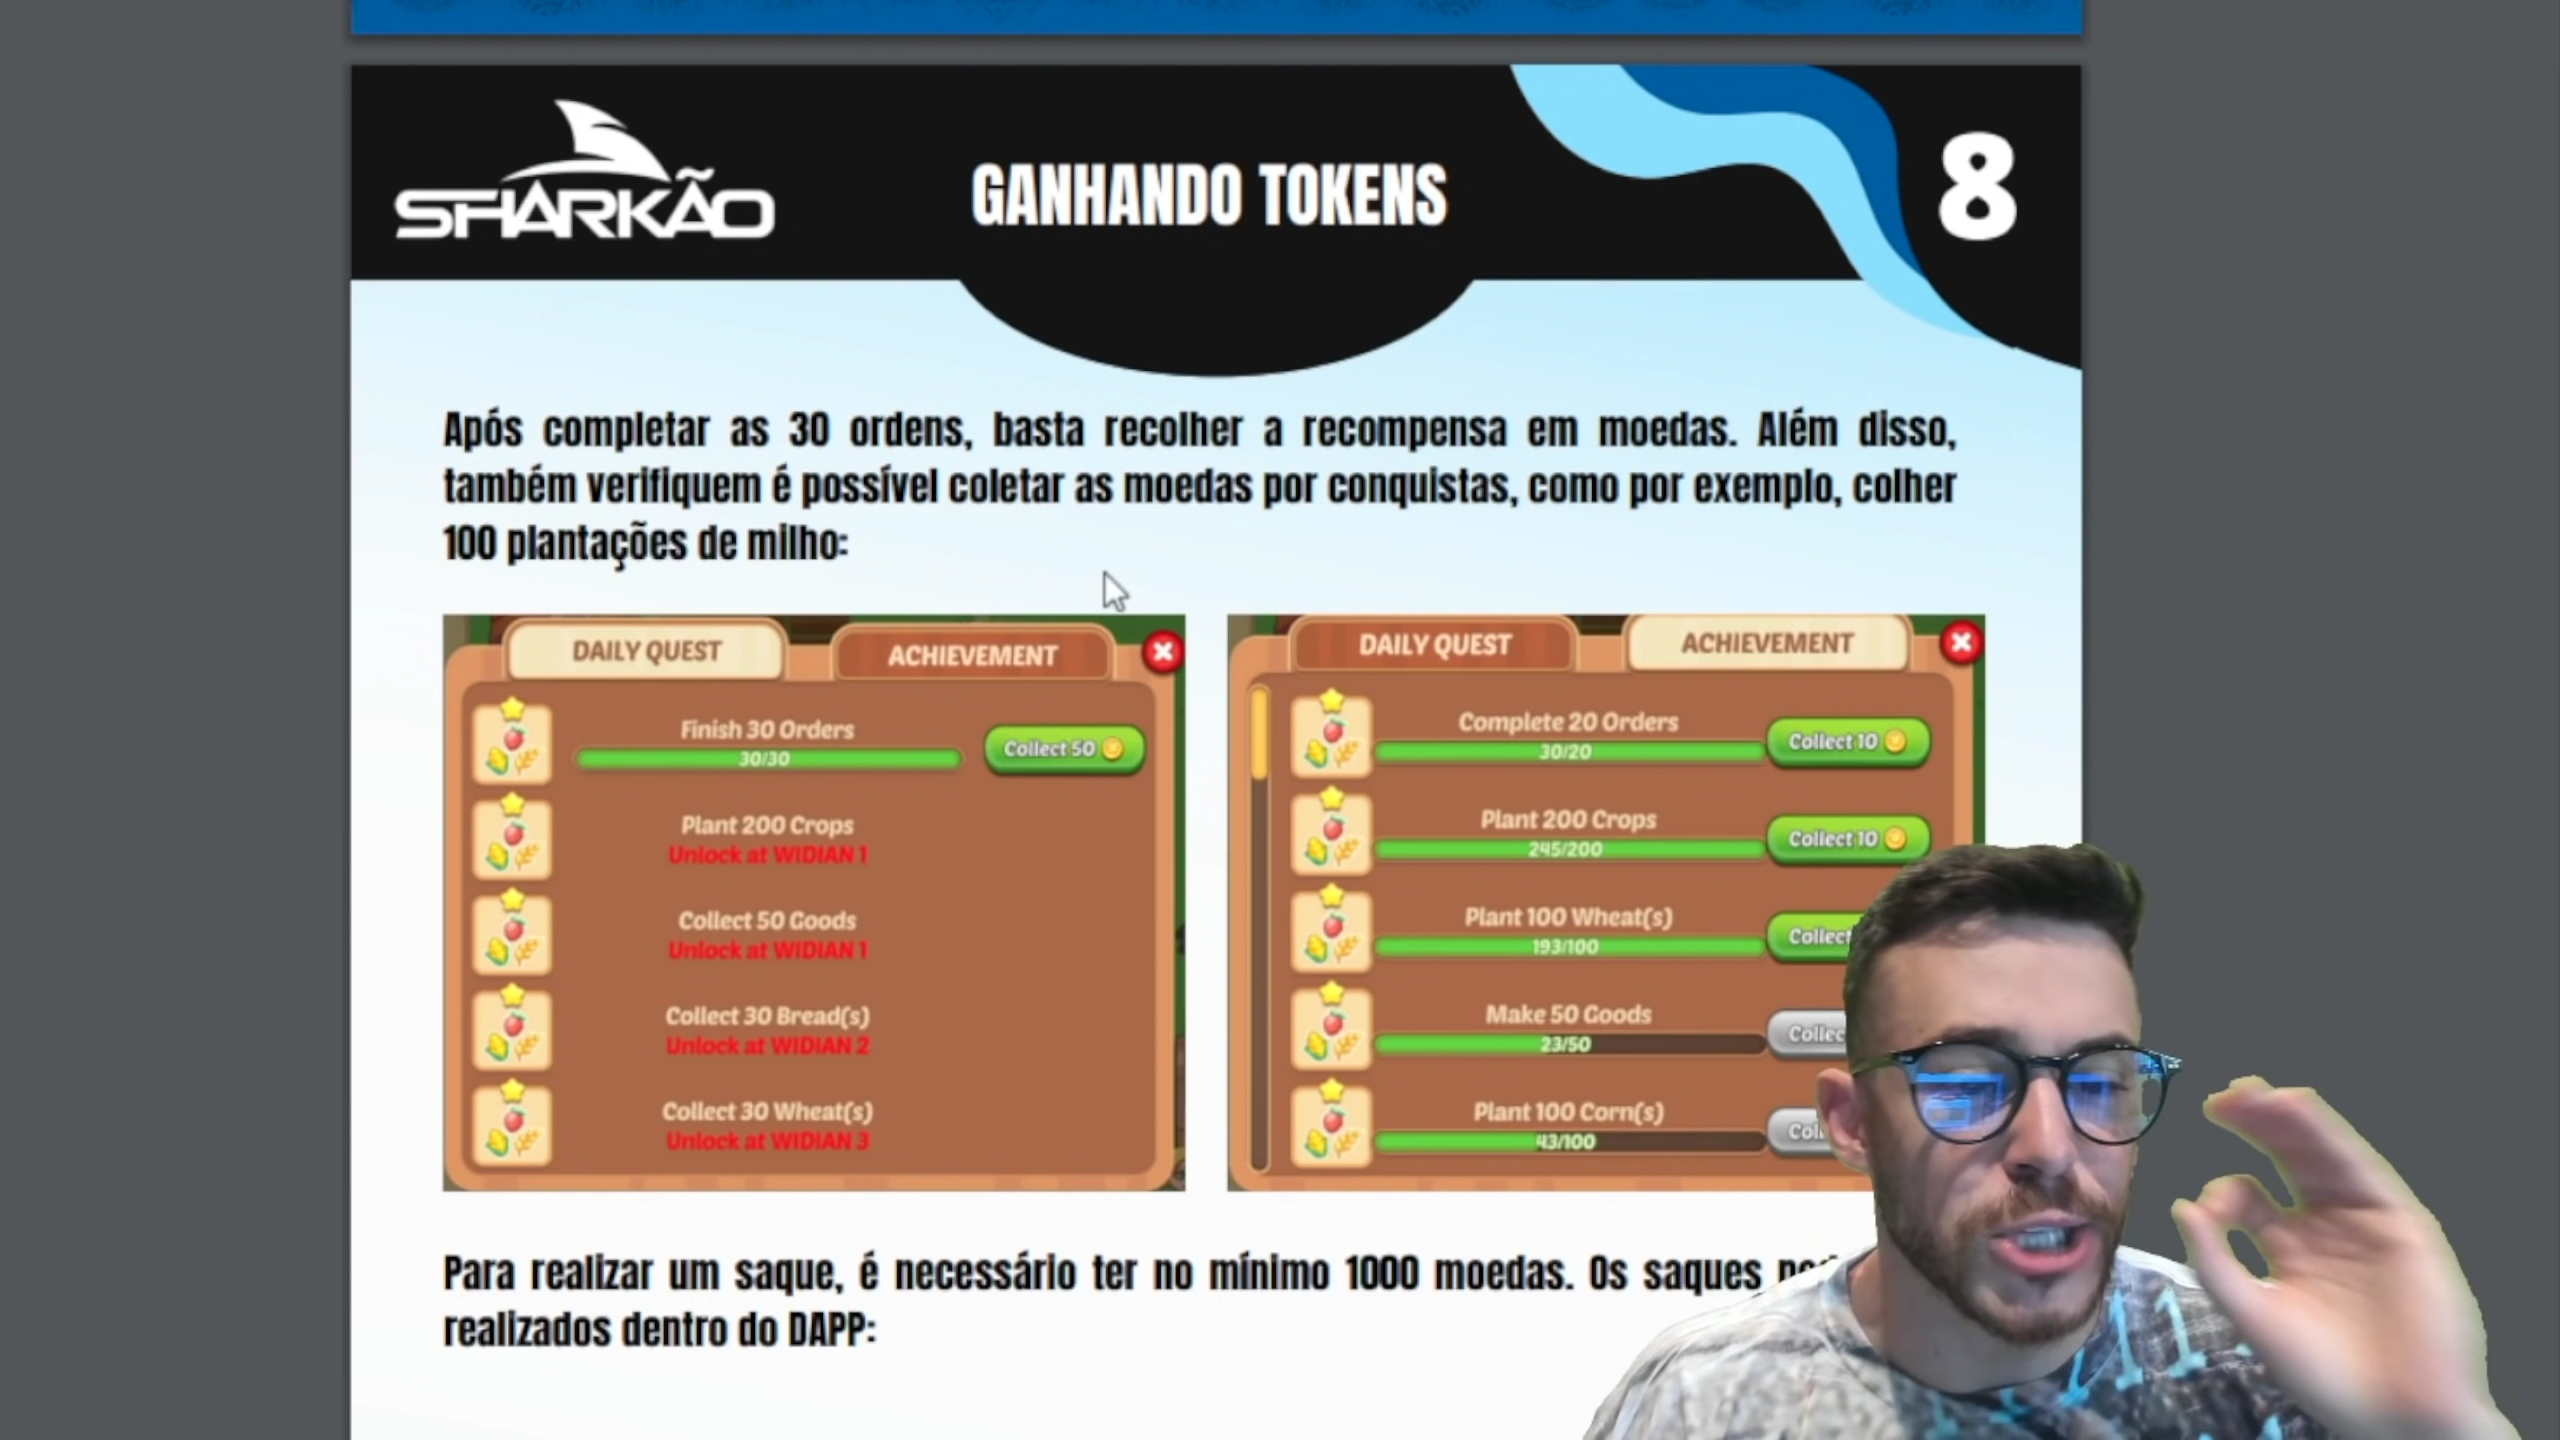 SHARKÃO
GANHANDO TOKENS
8
Após completar as 30 ordens, basta recolher a recompensa em moedas. Além disso,
também verifiquem é possível coletar as moedas por conquistas, como por exemplo, colher
100 plantações de milho:
DAILY QUEST
ACHIEVEMENT
Finish 30 Orders
30/30
Collect 50
Plant 200 Crops
Unlock at WIDIAN 1
Collect 50 Goods
Unlock at WIDIAN 1
Collect 30 Bread(s)
Unlock at WIDIAN 2
Collect 30 Wheat(s)
Unlock at WIDIAN 3
DAILY QUEST
ACHIEVEMENT
Complete 20 Orders
30/20
Collect 10
Plant 200 Crops
245/200
Collect 10
Plant 100 Wheat(s)
193/100
Collect
Make 50 Goods
23/50
Plant 100 Corn(s)
43/100
Para realizar um saque, é necessário ter no mínimo 1000 moedas. Os saques
realizados dentro do DAPP: